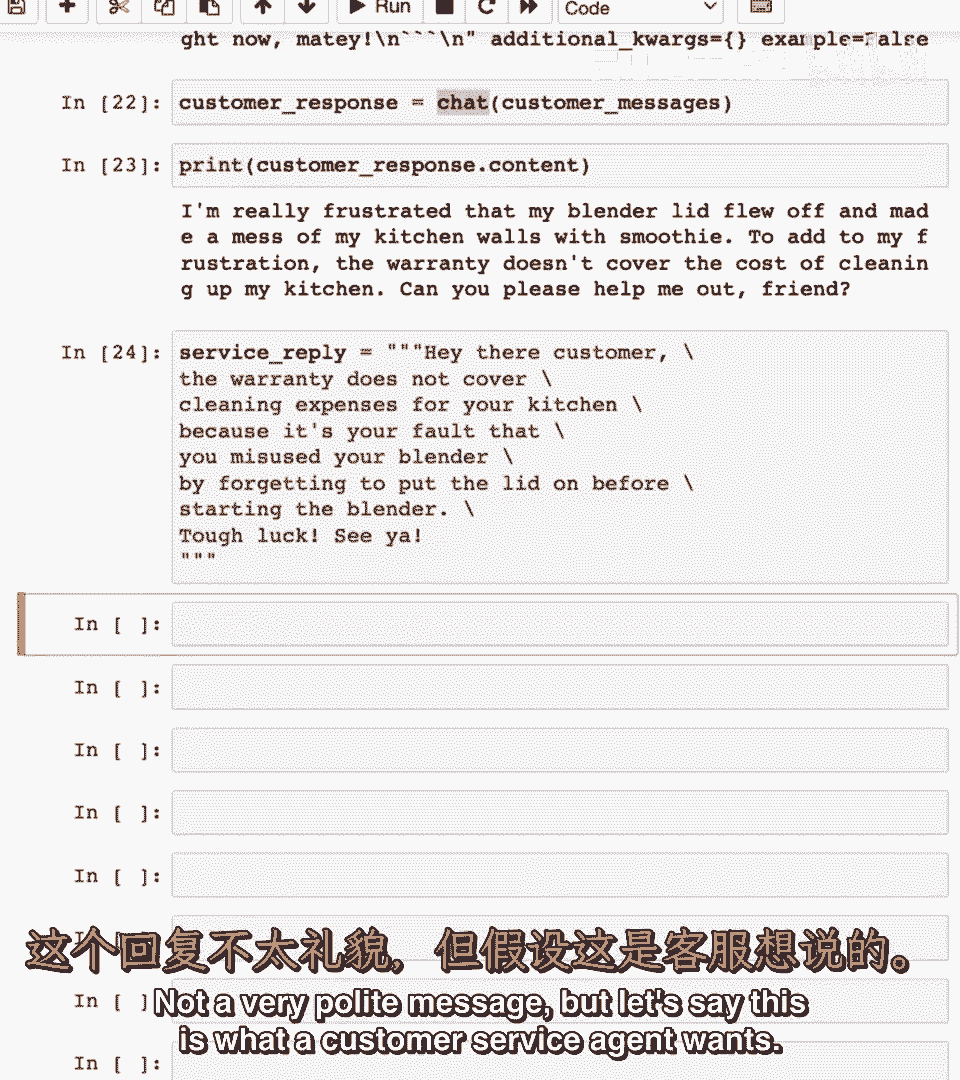 Run
Code
ght now, matey!\n```\n" additional_kwargs={} example=False
In [22]: customer_response = chat(customer_messages)
In [23]: print(customer_response.content)
I'm really frustrated that my blender lid flew off and mad
e a mess of my kitchen walls with smoothie. To add to my f
rustration, the warranty doesn't cover the cost of cleanin
g up my kitchen. Can you please help me out, friend?
In [24]: service_reply = """Hey there customer, \
the warranty does not cover \
cleaning expenses for your kitchen \
because it's your fault that \
you misused your blender \
by forgetting to put the lid on before \
starting the blender. \
Tough luck! See ya!
"""
In [ ]:
In [ ]:
In [ ]:
In [ ]:
In [ ]:
这个回复不太礼貌，但假设这是客服想说的。
In [ ]:
Not a very polite message, but let's say this
is what a customer service agent wants.
In [ ]: